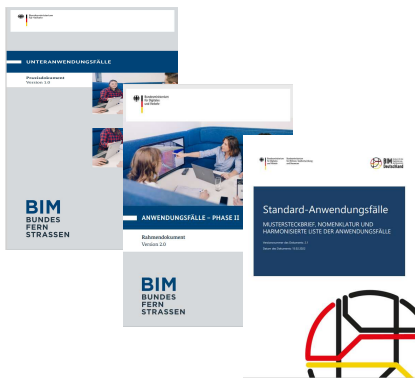 UNTERANWENDUNGSFÄLLE
Praxisdokument
Version 1.0
BIM
BUNDES
FERN
STRASSEN
Bundesministerium
für Digitales
und Verkehr
ANWENDUNGSFÄLLE – PHASE II
Rahmendokument
Version 2.0
BIM
BUNDES
FERN
STRASSEN
BIM
Deutschland
Standard-Anwendungsfälle
MUSTERSTECKBRIEF, NOMENKLATUR UND
HARMONISIERTE LISTE DER ANWENDUNGSFÄLLE